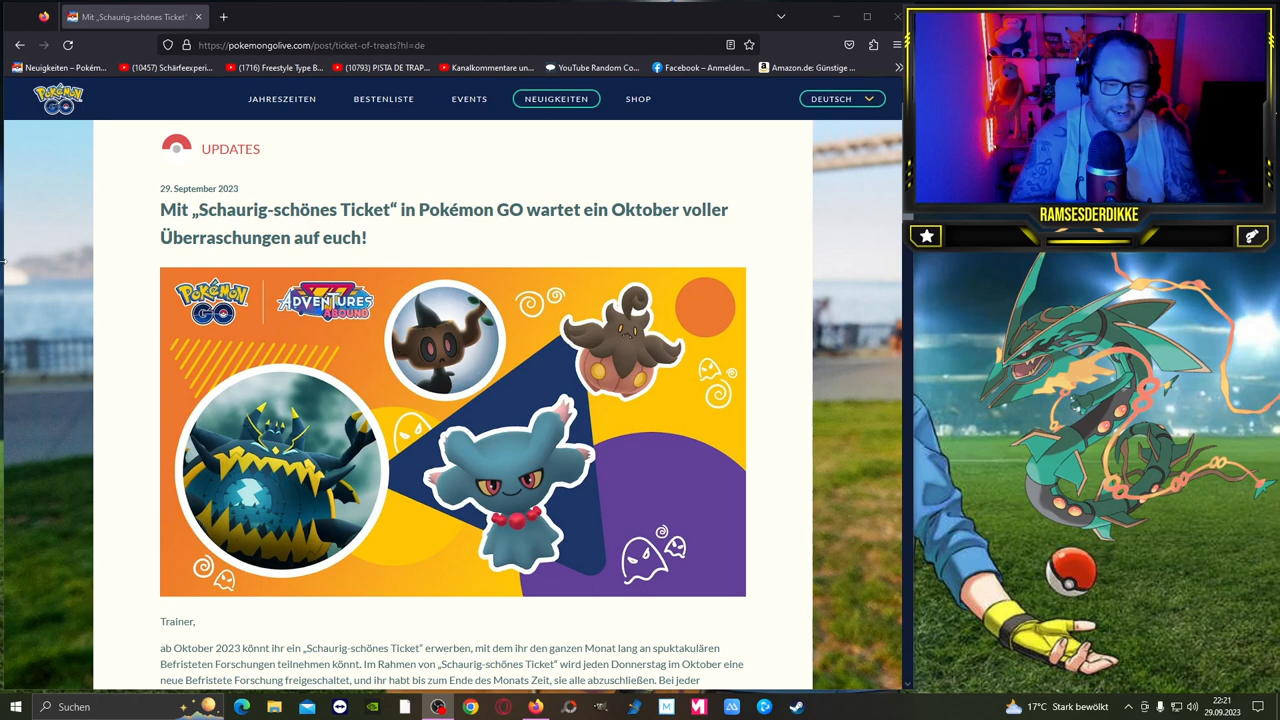 Mit „Schaurig-schönes Ticket“
https://pokemongolive.com/post/ticket-of-treats?hl=de
Neuigkeiten – Pokém...
(10457) Schärfeexperi...
(1716) Freestyle Type B...
(10793) PISTA DE TRAP...
Kanalkommentare un...
YouTube Random Co...
Facebook – Anmelden...
Amazon.de: Günstige ...
Pokémon GO
JAHRESZEITEN
BESTENLISTE
EVENTS
NEUIGKEITEN
SHOP
DEUTSCH
UPDATES
29. September 2023
Mit „Schaurig-schönes Ticket“ in Pokémon GO wartet ein Oktober voller
Überraschungen auf euch!
Pokémon GO
ADVENTURES ABOUND
Trainer,
ab Oktober 2023 könnt ihr ein „Schaurig-schönes Ticket“ erwerben, mit dem ihr den ganzen Monat lang an spuktakulären
Befristeten Forschungen teilnehmen könnt. Im Rahmen von „Schaurig-schönes Ticket“ wird jeden Donnerstag im Oktober eine
neue Befristete Forschung freigeschaltet, und ihr habt bis zum Ende des Monats Zeit, sie alle abzuschließen. Bei jeder
RAMSESDERDIKKE
Suchen
17°C Stark bewölkt
22:21
29.09.2023